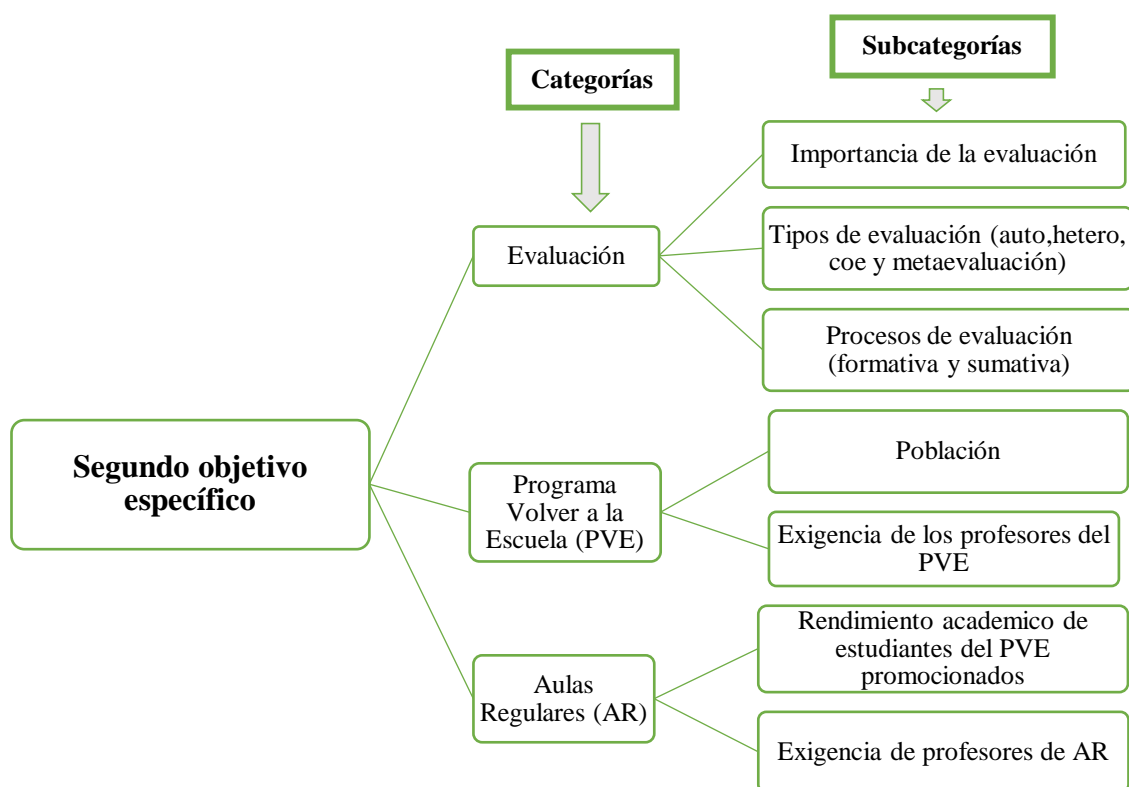 Categorías
Subcategorías
Segundo objetivo
específico
Evaluación
Importancia de la evaluación
Tipos de evaluación (auto,hetero,
coe y metaevaluación)
Procesos de evaluación
(formativa y sumativa)
Programa
Volver a la
Escuela (PVE)
Población
Exigencia de los profesores del
PVE
Aulas
Regulares (AR)
Rendimiento academico de
estudiantes del PVE
promocionados
Exigencia de profesores de AR